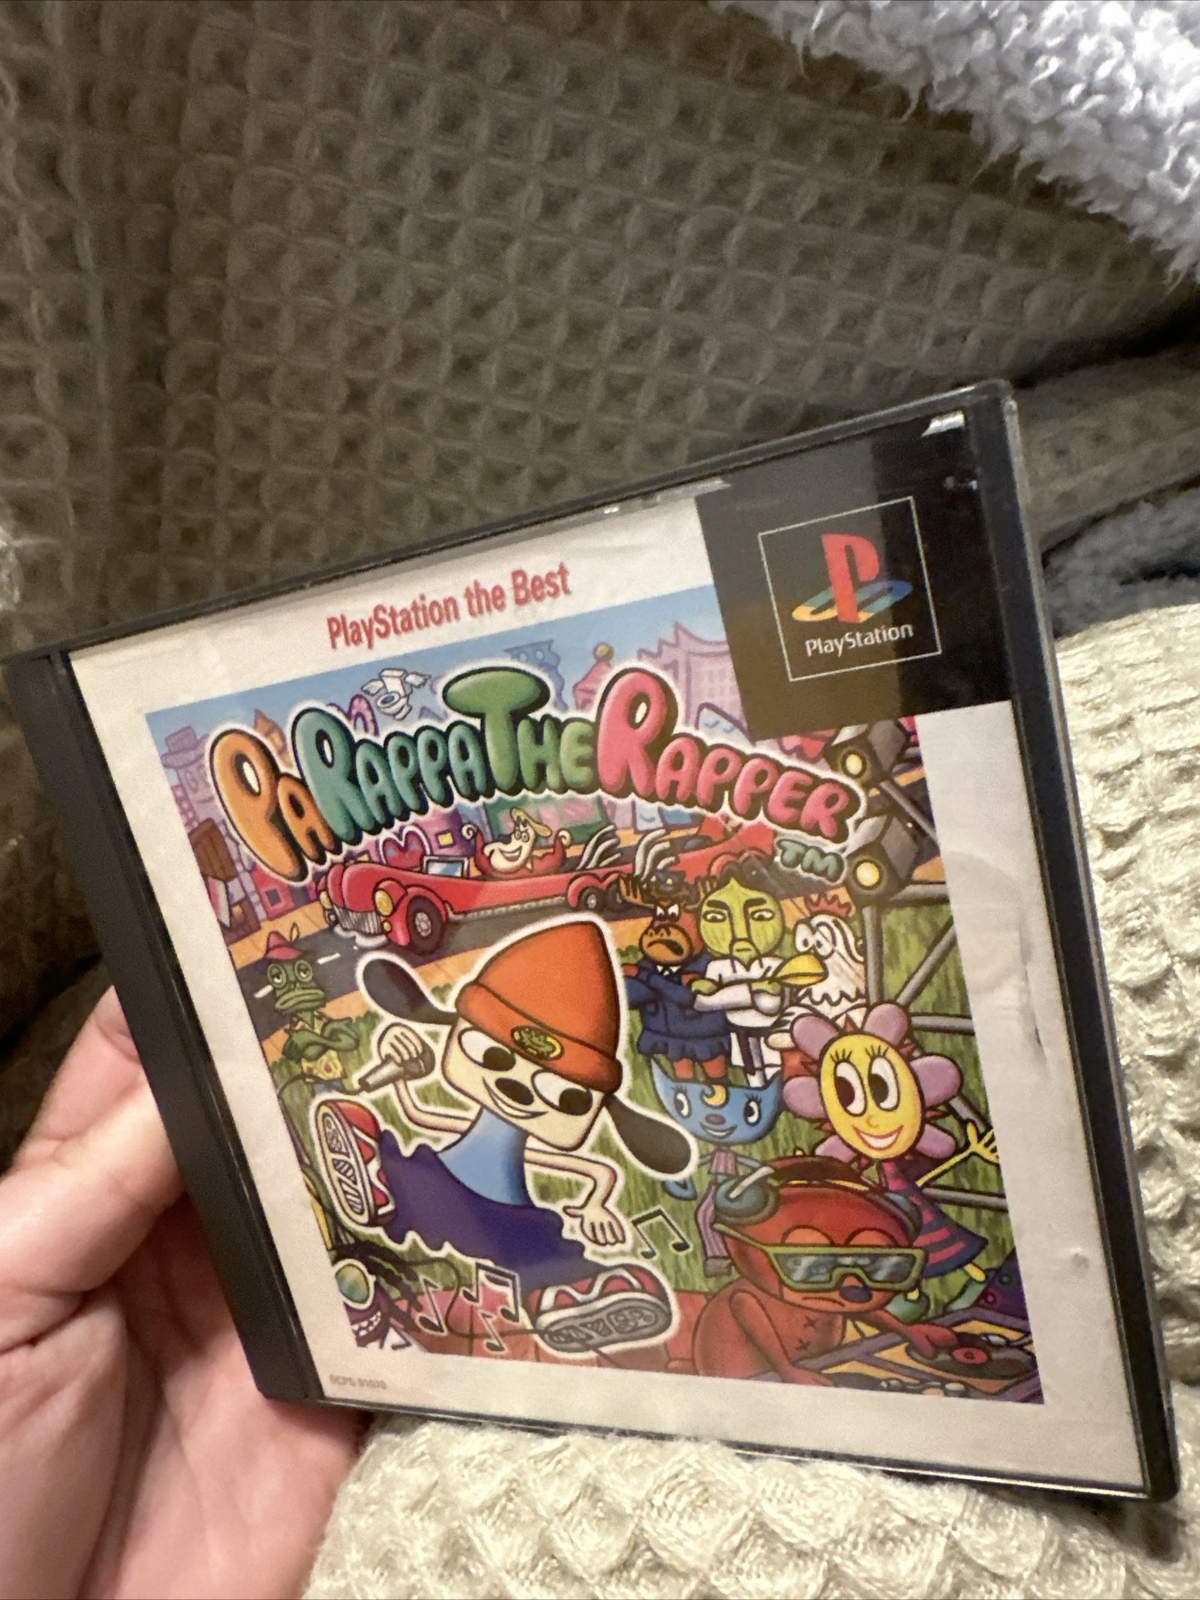 PlayStation the Best
PlayStation
PARAPPA THE RAPPER
TM